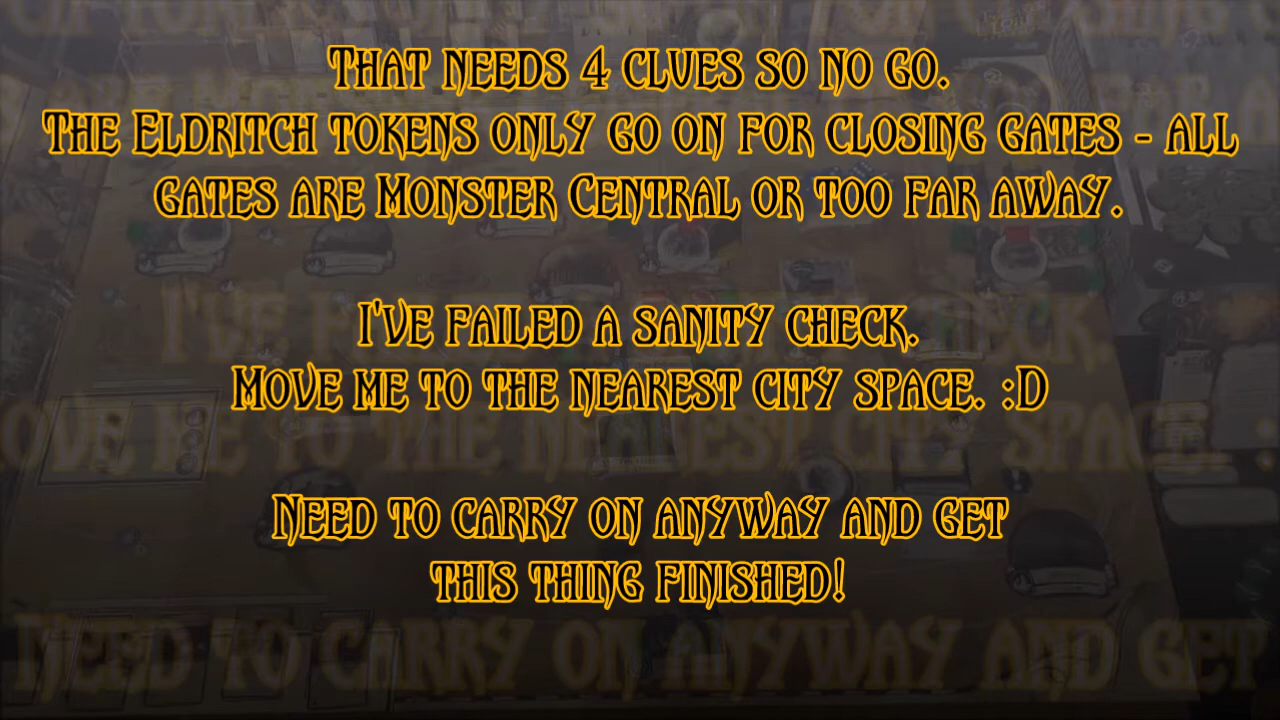 That needs 4 clues so no go.
The Eldritch tokens only go on for closing gates - all
gates are Monster Central or too far away.
I've failed a sanity check.
Move me to the nearest city space. :D
Need to carry on anyway and get
this thing finished!